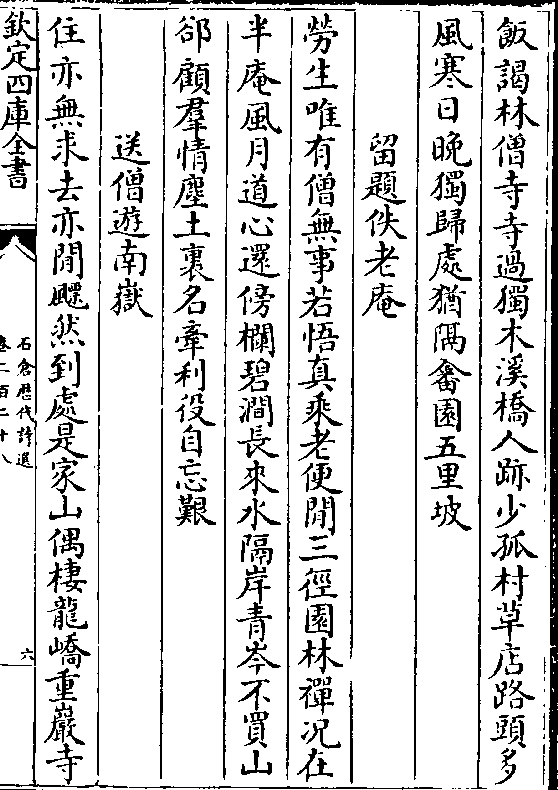 飯謁林僧寺寺過獨木溪橋人跡少孤村草店路頭多
風寒日晚獨歸處猶隔畬園五里坡
留題佚老庵
勞生唯有僧無事若悟真乘老便閒三徑園林禪況在
半庵風月道心還傍欄碧澗長來水隔岸青岑不買山
郤顧羣情塵土裏名牽利役自忘艱
送僧遊南嶽
住亦無求去亦閒飄然到處是家山偶棲龍嶠重巖寺
欽定四庫全書
石倉歷代詩選
卷二百二十八
六